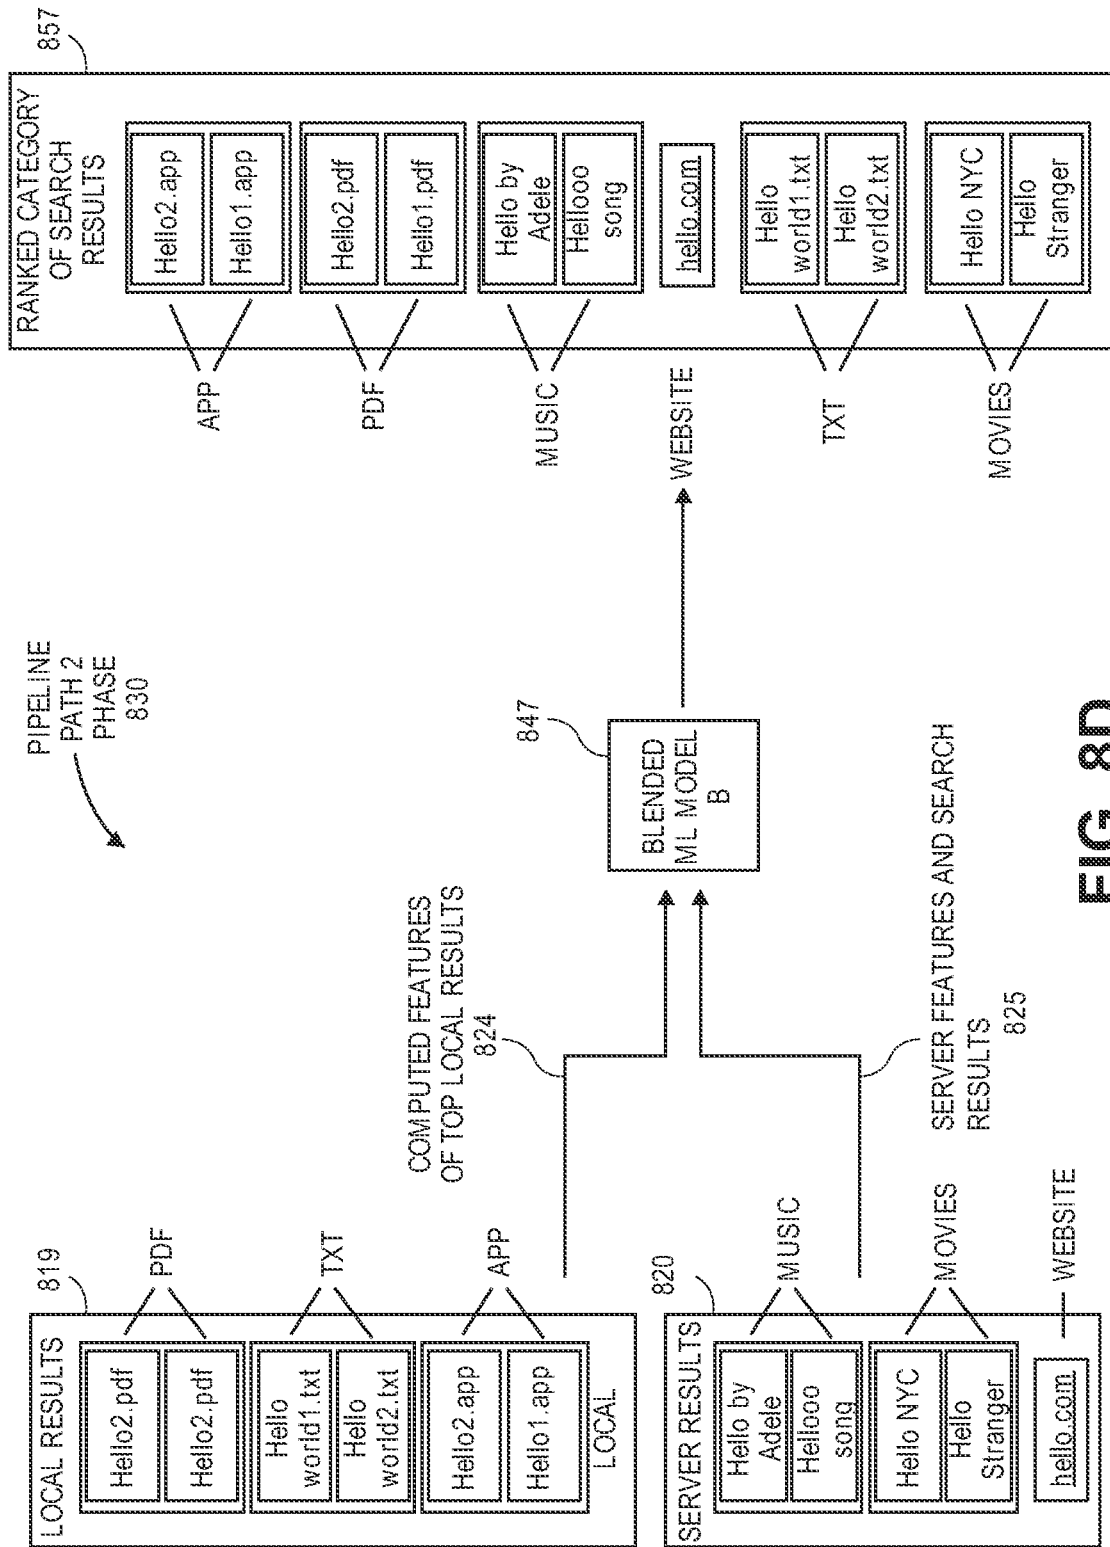 PIPELINE
PATH 2
PHASE
830
LOCAL RESULTS
819
Hello2.pdf
Hello2.pdf
PDF
Hello
world1.txt
Hello
world2.txt
TXT
Hello2.app
Hello1.app
APP
LOCAL
SERVER RESULTS
820
Hello by
Adele
Hellooo
song
MUSIC
Hello NYC
Hello
Stranger
MOVIES
hello.com
WEBSITE
COMPUTED FEATURES
OF TOP LOCAL RESULTS
824
SERVER FEATURES AND SEARCH
RESULTS
825
847
BLENDED
ML MODEL
B
857
RANKED CATEGORY
OF SEARCH
RESULTS
APP
Hello2.app
Hello1.app
PDF
Hello2.pdf
Hello1.pdf
MUSIC
Hello by
Adele
Hellooo
song
WEBSITE
hello.com
TXT
Hello
world1.txt
Hello
world2.txt
MOVIES
Hello NYC
Hello
Stranger
FIG. 8D